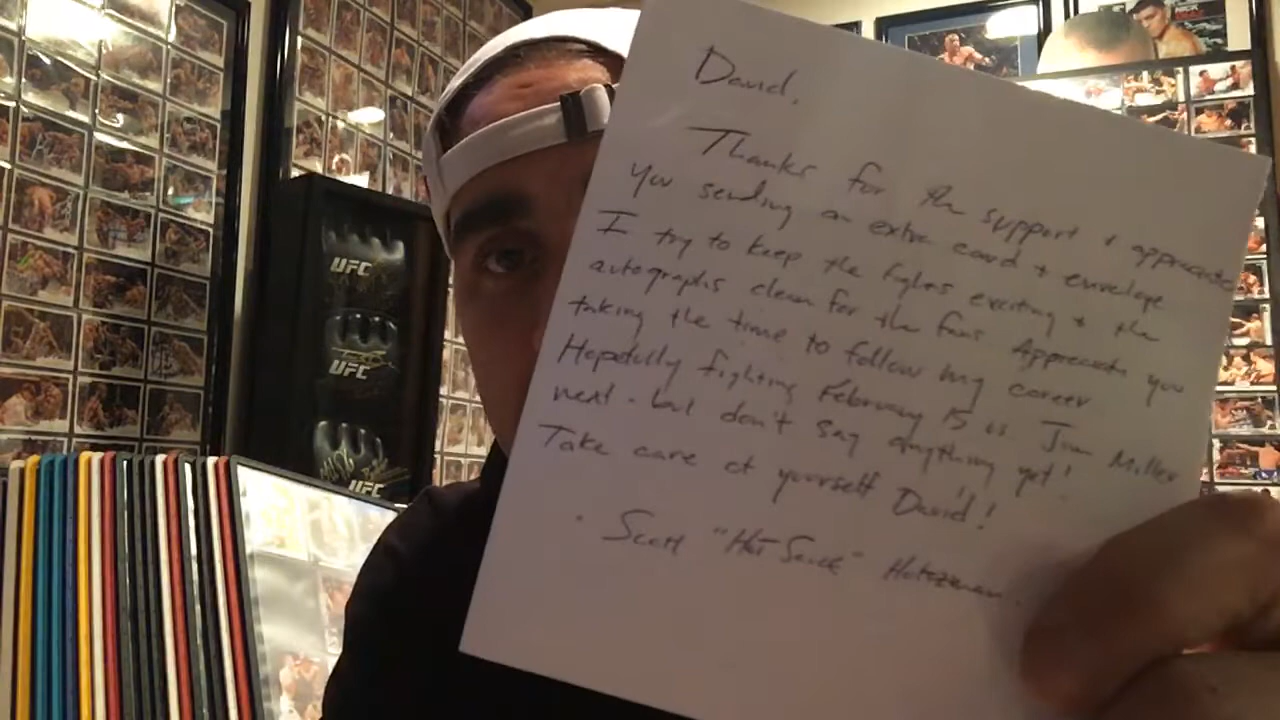 David,
Thanks for the support & appreciate
you sending an extra card & envelope
I try to keep the fights exciting & the
autographs clean for the fans Appreciate you
taking the time to follow my career
Hopefully fighting February 15 vs Jim Miller
next - but don't say anything yet!
Take care of yourself David!
- Scott "Hot Sauce" Holtzman
UFC
UFC
UFC
NICK